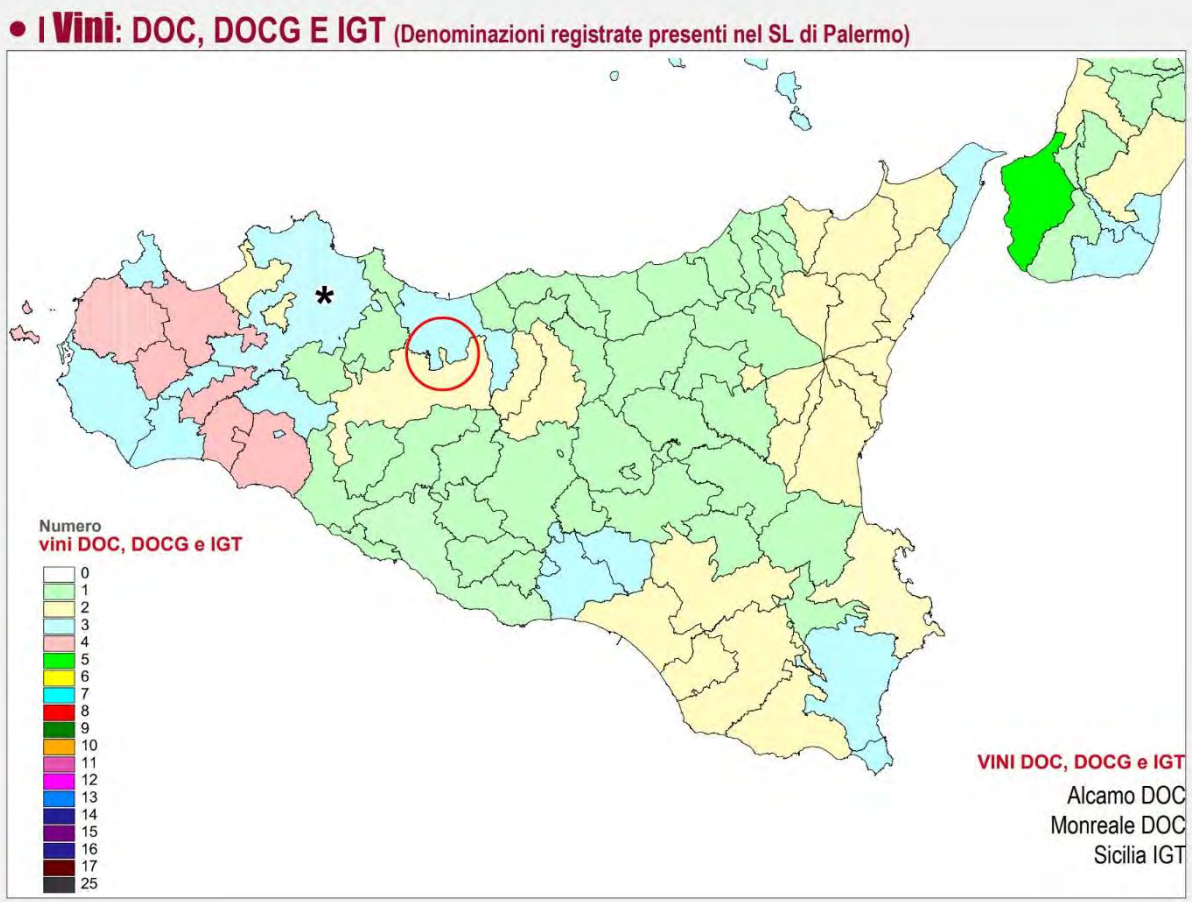 • I Vini: DOC, DOCG E IGT (Denominazioni registrate presenti nel SL di Palermo)
*
Numero
vini DOC, DOCG e IGT
0
1
2
3
4
5
6
7
8
9
10
11
12
13
14
15
16
17
25
VINI DOC, DOCG e IGT
Alcamo DOC
Monreale DOC
Sicilia IGT